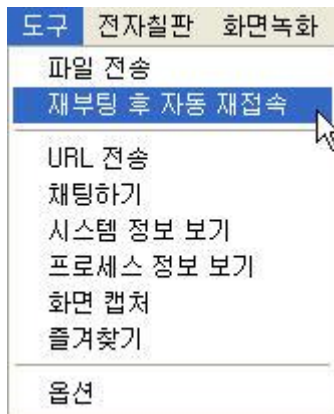 도구 전자칠판 화면녹화
파일 전송
재부팅 후 자동 재접속
URL 전송
채팅하기
시스템 정보 보기
프로세스 정보 보기
화면 캡처
즐겨찾기
옵션